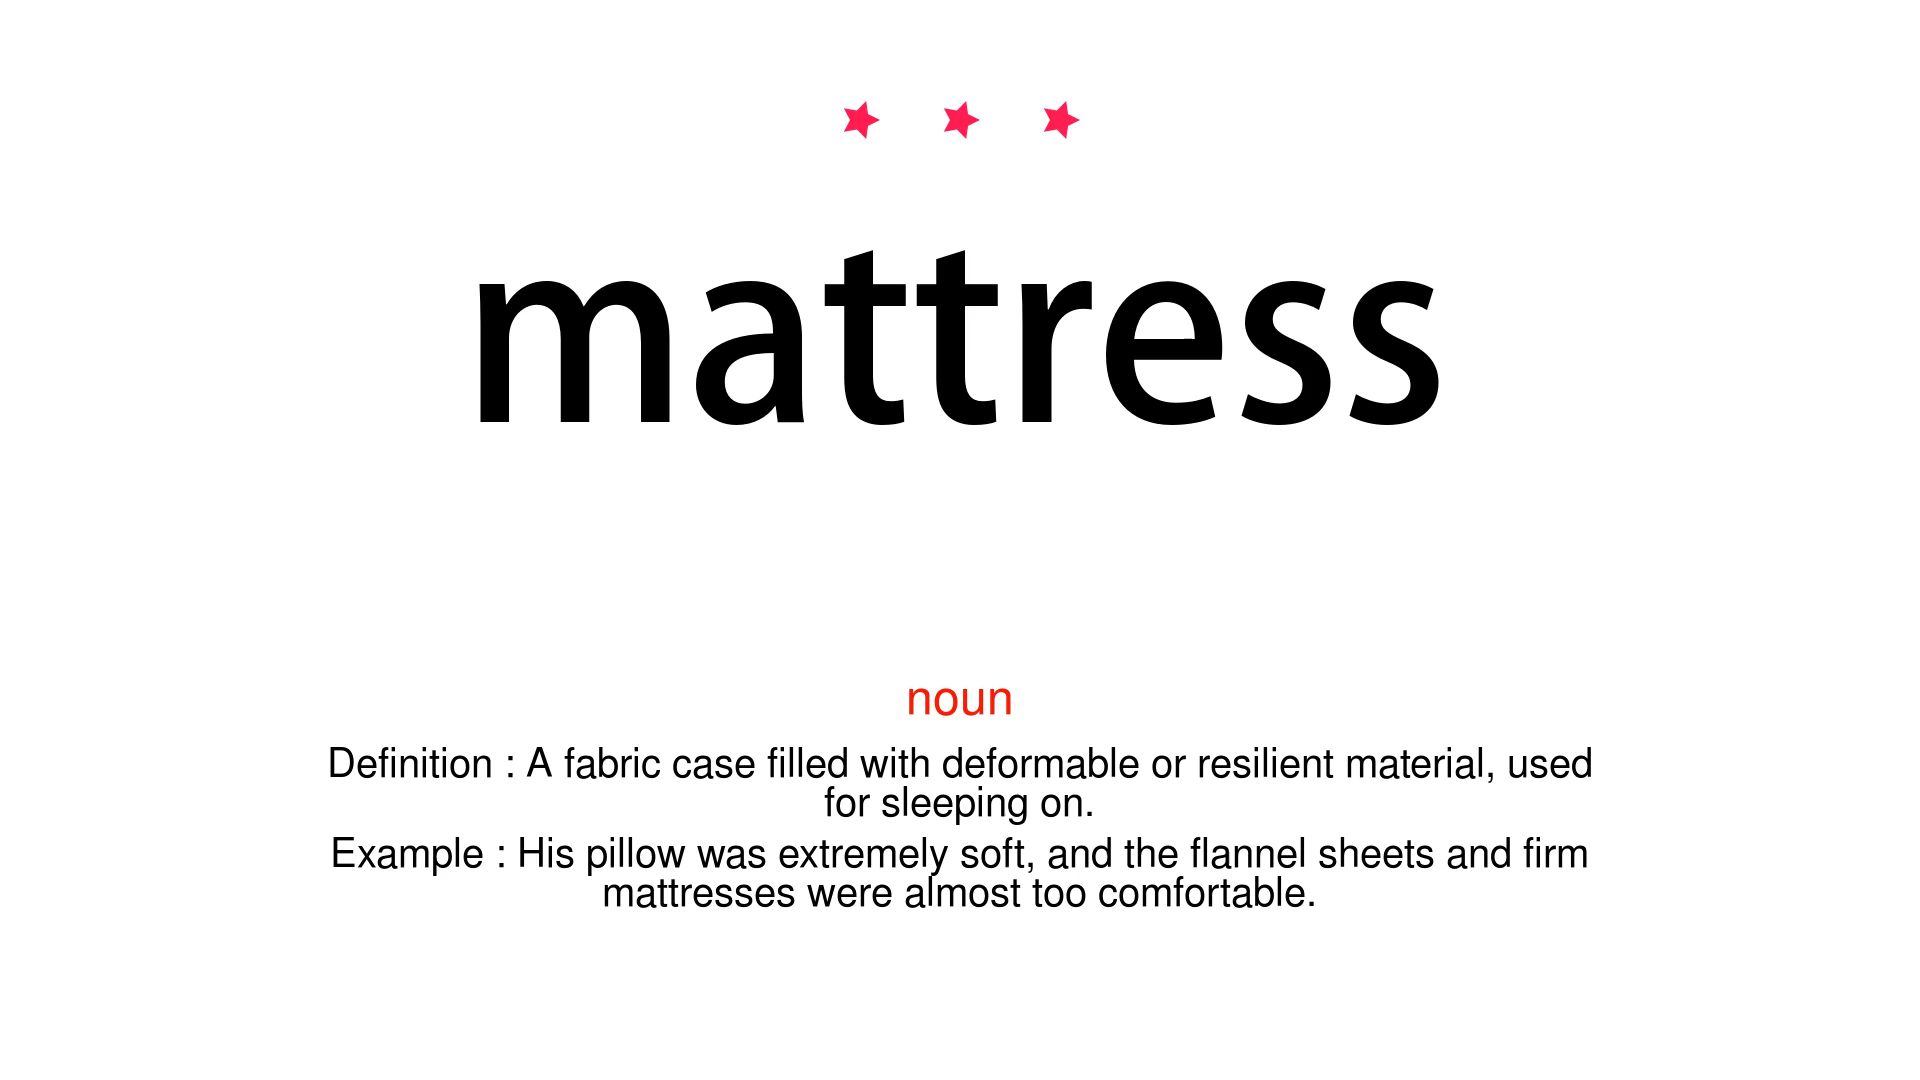 mattress
noun
Definition : A fabric case filled with deformable or resilient material, used
for sleeping on.
Example : His pillow was extremely soft, and the flannel sheets and firm
mattresses were almost too comfortable.